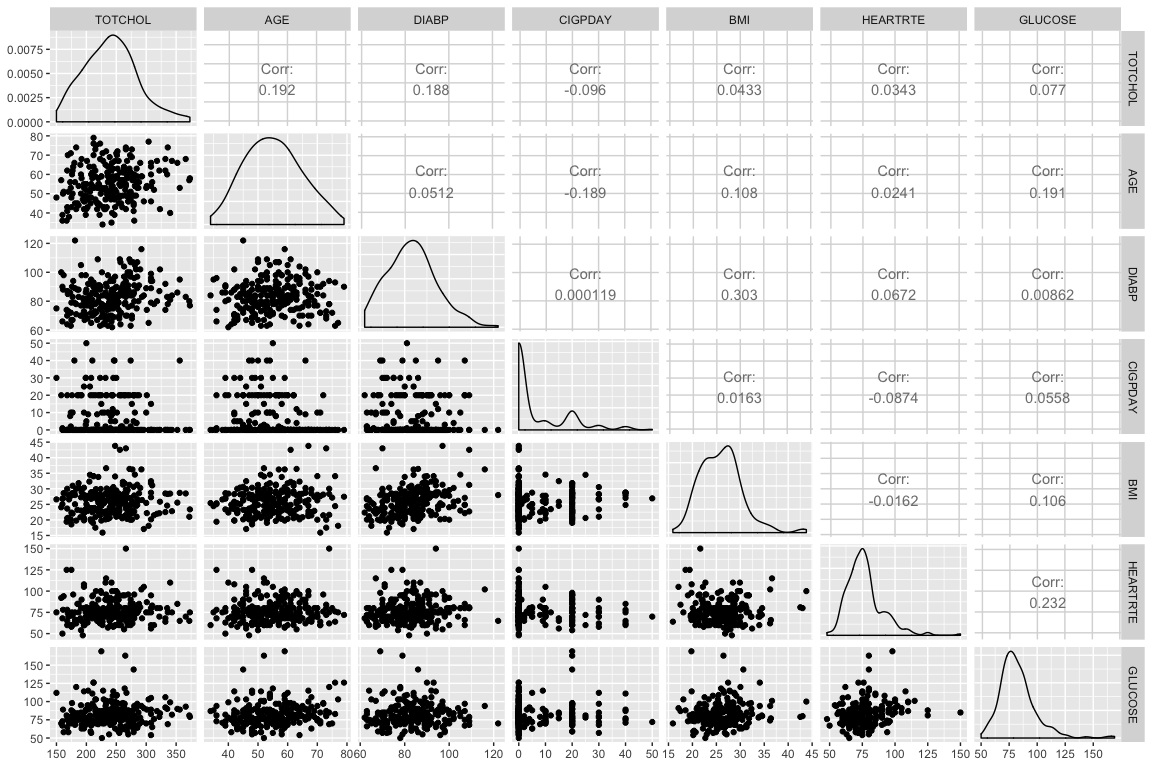 TOTCHOL AGE DIABP CIGPDAY BMI HEARTRTE GLUCOSE
0.0075
0.0050
0.0025
0.0000
Corr:
0.192
Corr:
0.188
Corr:
-0.096
Corr:
0.0433
Corr:
0.0343
Corr:
0.077
TOTCHOL
80
70
60
50
40
Corr:
0.0512
Corr:
-0.189
Corr:
0.108
Corr:
0.0241
Corr:
0.191
AGE
120
100
80
60
Corr:
0.000119
Corr:
0.303
Corr:
0.0672
Corr:
0.00862
DIABP
50
40
30
20
10
0
Corr:
0.0163
Corr:
-0.0874
Corr:
0.0558
CIGPDAY
45
40
35
30
25
20
15
Corr:
-0.0162
Corr:
0.106
BMI
150
125
100
75
50
Corr:
0.232
HEARTRTE
150
125
100
75
50
GLUCOSE
150 200 250 300 350
40 50 60 70 80
60 80 100 120
0 10 20 30 40 50
15 20 25 30 35 40 45
50 75 100 125 150
50 75 100 125 150